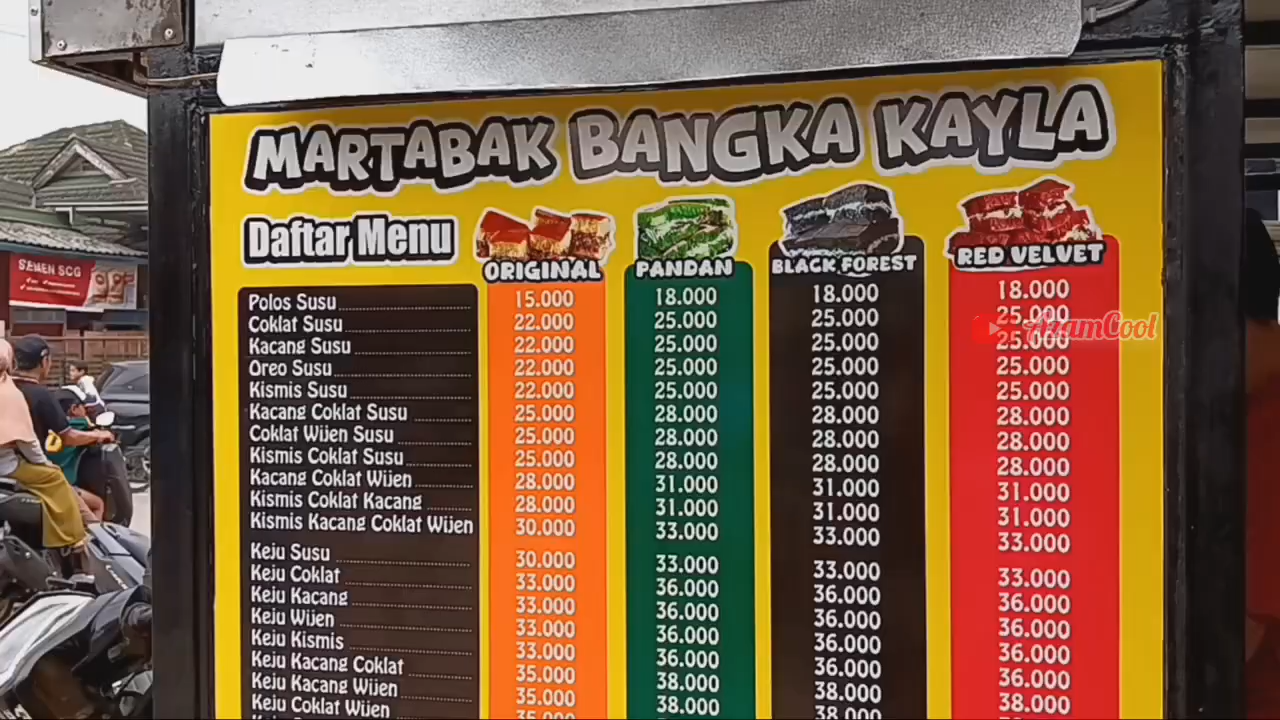 MARTABAK BANGKA KAYLA
Daftar Menu
ORIGINAL PANDAN BLACK FOREST RED VELVET
Polos Susu 15.000 18.000 18.000 18.000
Coklat Susu 22.000 25.000 25.000 25.000
Kacang Susu 22.000 25.000 25.000 25.000
Oreo Susu 22.000 25.000 25.000 25.000
Kismis Susu 22.000 25.000 25.000 25.000
Kacang Coklat Susu 25.000 28.000 28.000 28.000
Coklat Wijen Susu 25.000 28.000 28.000 28.000
Kismis Coklat Susu 25.000 28.000 28.000 28.000
Kacang Coklat Wijen 28.000 31.000 31.000 31.000
Kismis Coklat Kacang 28.000 31.000 31.000 31.000
Kismis Kacang Coklat Wijen 30.000 33.000 33.000 33.000
Keju Susu 30.000 33.000 33.000 33.000
Keju Coklat 33.000 36.000 36.000 36.000
Keju Kacang 33.000 36.000 36.000 36.000
Keju Wijen 33.000 36.000 36.000 36.000
Keju Kismis 33.000 36.000 36.000 36.000
Keju Kacang Coklat 35.000 38.000 38.000 38.000
Keju Kacang Wijen 35.000 38.000 38.000
Keju Coklat Wijen 35.000
AzamCool
SEMEN SCG